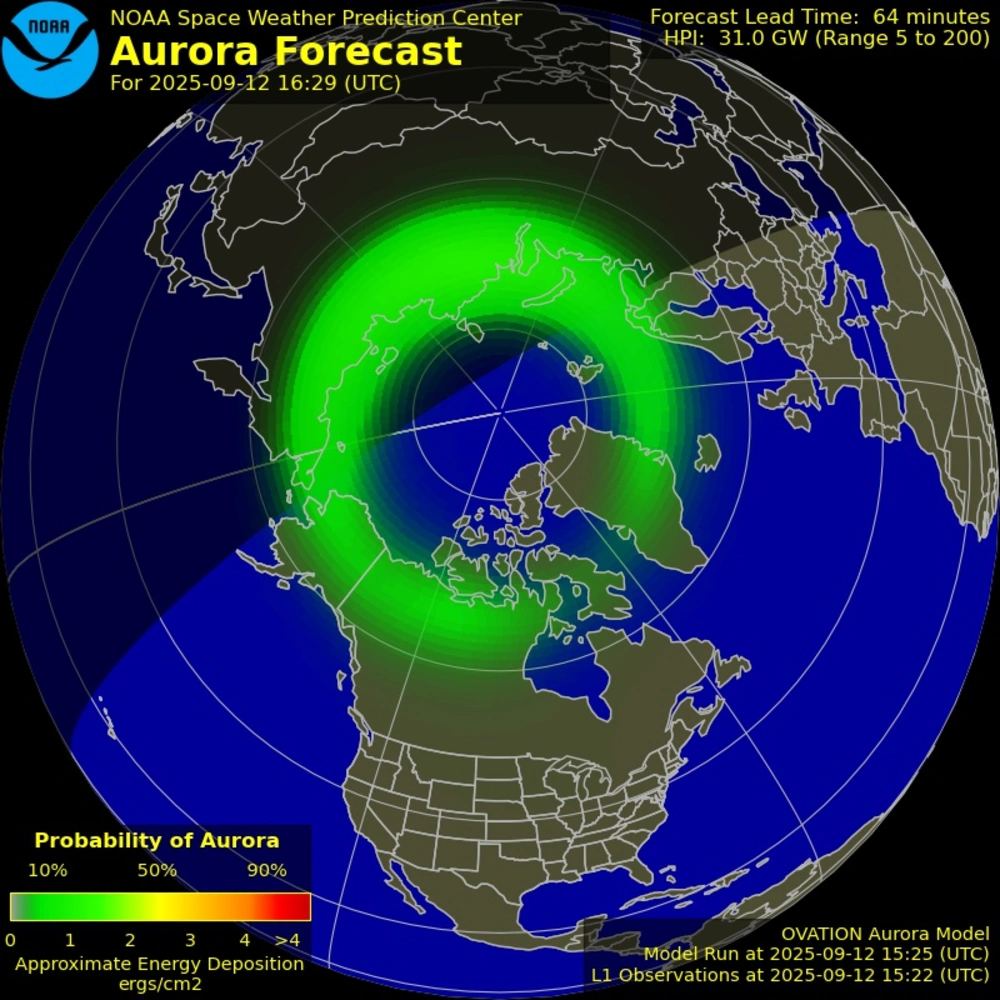 NOAA
NOAA Space Weather Prediction Center
Aurora Forecast
For 2025-09-12 16:29 (UTC)
Forecast Lead Time: 64 minutes
HPI: 31.0 GW (Range 5 to 200)
Probability of Aurora
10% 50% 90%
0 1 2 3 4 >4
Approximate Energy Deposition
ergs/cm2
OVATION Aurora Model
Model Run at 2025-09-12 15:25 (UTC)
L1 Observations at 2025-09-12 15:22 (UTC)